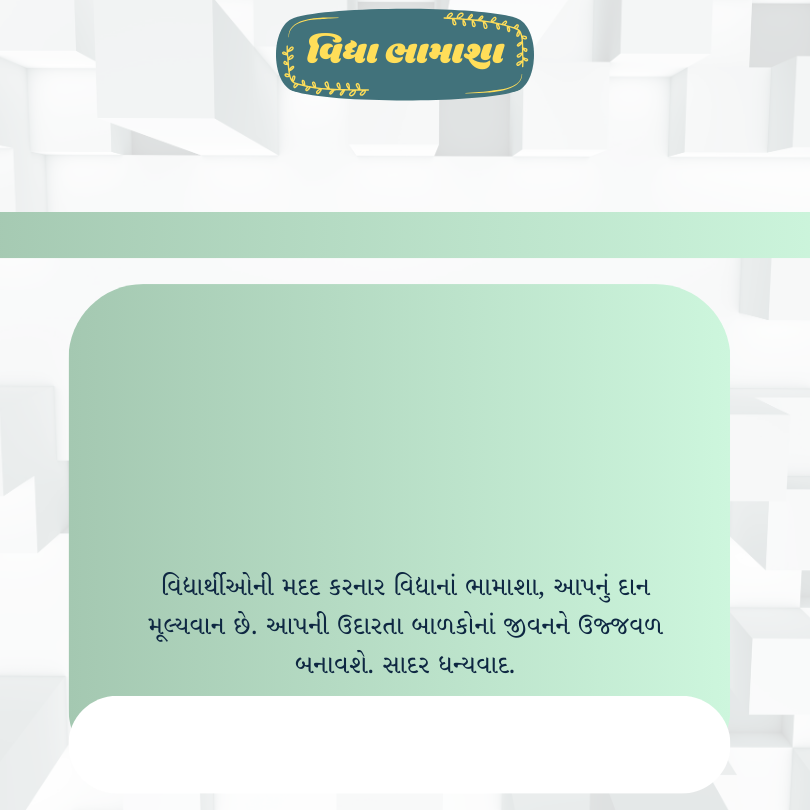 વિદ્યા ભામાશા
વિદ્યાર્થીઓની મદદ કરનાર વિદ્યાનાં ભામાશા, આપનું દાન
મૂલ્યવાન છે. આપની ઉદારતા બાળકોનાં જીવનને ઉજ્જવળ
બનાવશે. સાદર ધન્યવાદ.